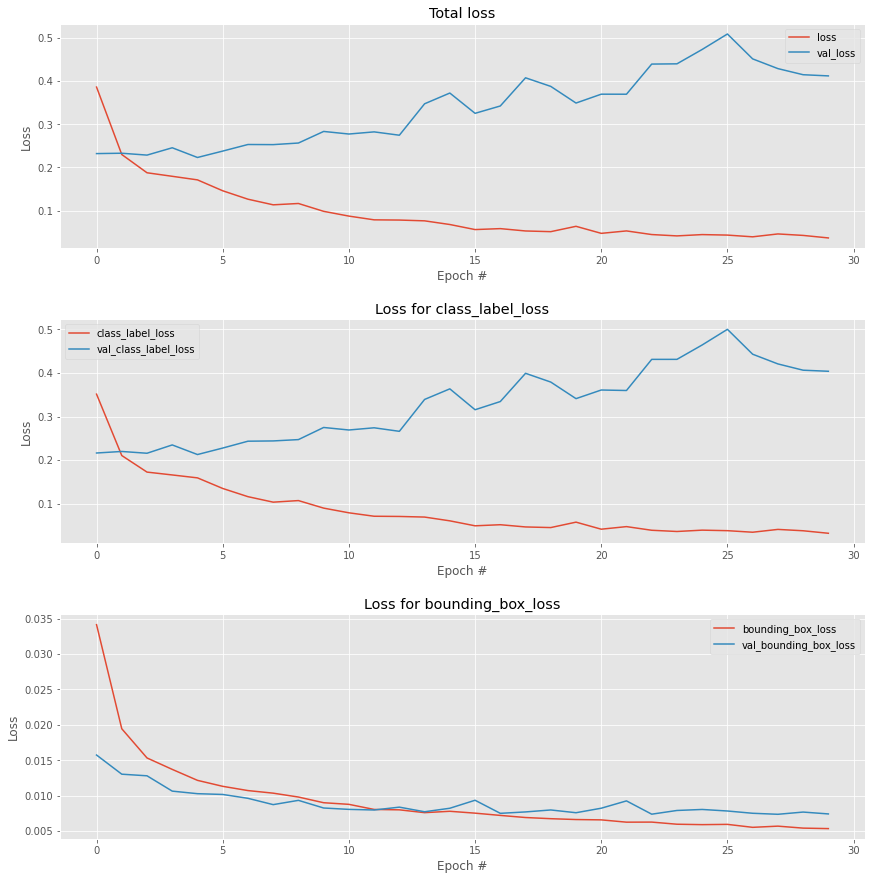 Total loss
0.5
0.4
0.3
0.2
0.1
Loss
loss
val_loss
0 5 10 15 20 25 30
Epoch #
Loss for class_label_loss
0.5
0.4
0.3
0.2
0.1
Loss
class_label_loss
val_class_label_loss
0 5 10 15 20 25 30
Epoch #
Loss for bounding_box_loss
0.035
0.030
0.025
0.020
0.015
0.010
0.005
Loss
bounding_box_loss
val_bounding_box_loss
0 5 10 15 20 25 30
Epoch #